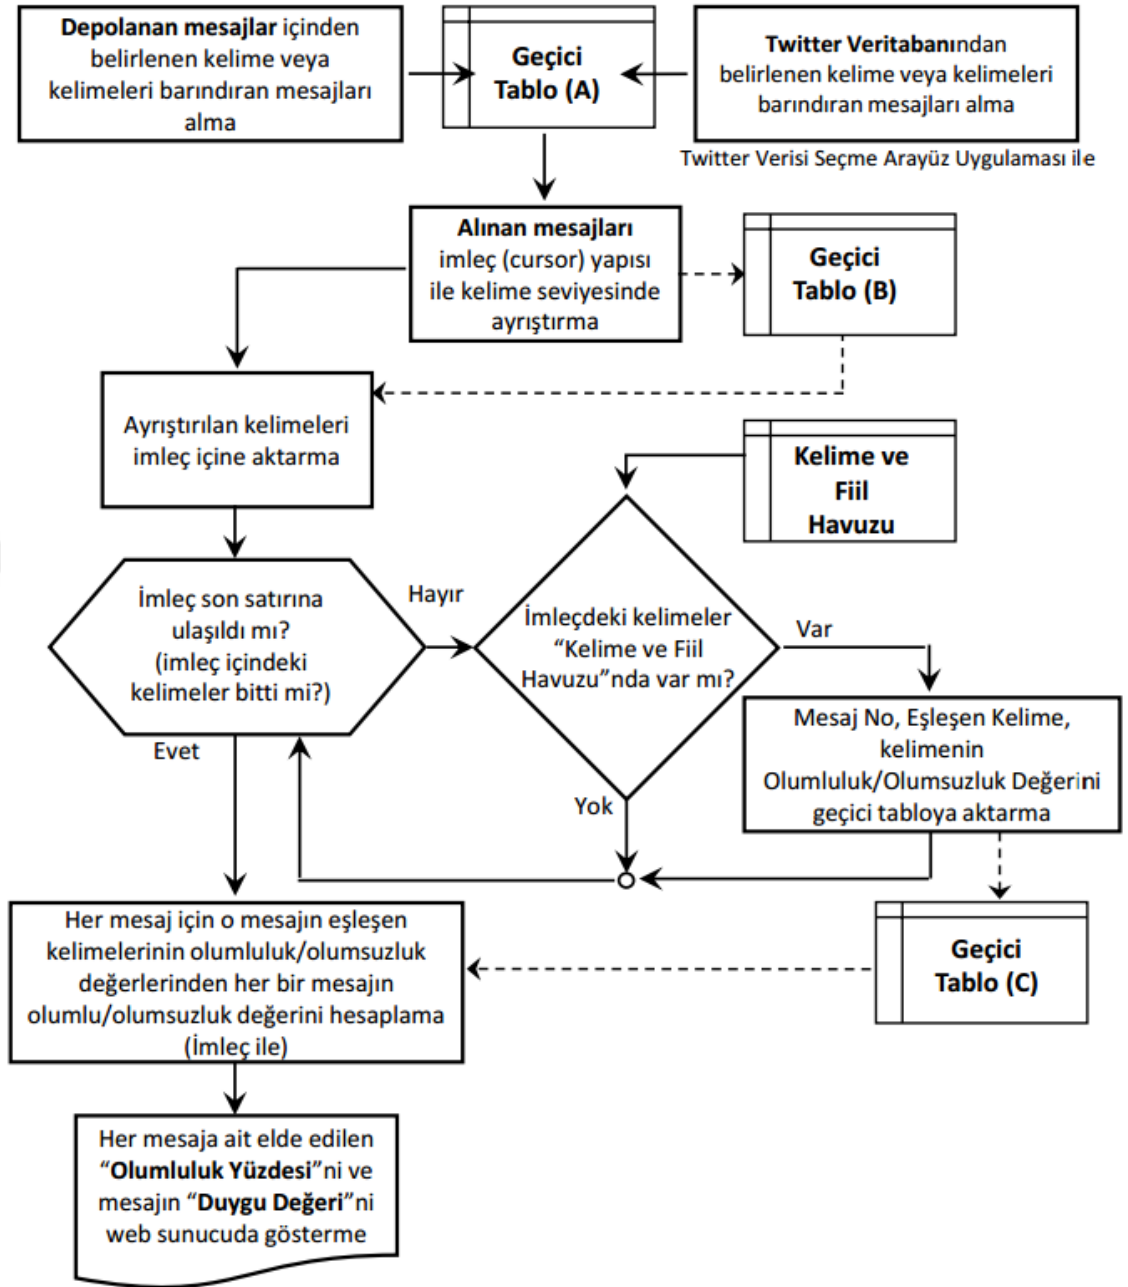 Depolanan mesajlar içinden
belirlenen kelime veya
kelimeleri barındıran mesajları
alma
Geçici
Tablo (A)
Twitter Veritabanından
belirlenen kelime veya kelimeleri
barındıran mesajları alma
Twitter Verisi Seçme Arayüz Uygulaması ile
Alınan mesajları
imleç (cursor) yapısı
ile kelime seviyesinde
ayrıştırma
Geçici
Tablo (B)
Ayrıştırılan kelimeleri
imleç içine aktarma
Kelime ve
Fiil
Havuzu
İmleç son satırına
ulaşıldı mı?
(imleç içindeki
kelimeler bitti mi?)
Hayır
İmleçdeki kelimeler
“Kelime ve Fiil
Havuzu”nda var mı?
Var
Evet
Yok
Mesaj No, Eşleşen Kelime,
kelimenin
Olumluluk/Olumsuzluk Değerini
geçici tabloya aktarma
Her mesaj için o mesajın eşleşen
kelimelerinin olumluluk/olumsuzluk
değerlerinden her bir mesajın
olumlu/olumsuzluk değerini hesaplama
(İmleç ile)
Geçici
Tablo (C)
Her mesaja ait elde edilen
“Olumluluk Yüzdesi”ni ve
mesajın “Duygu Değeri”ni
web sunucuda gösterme